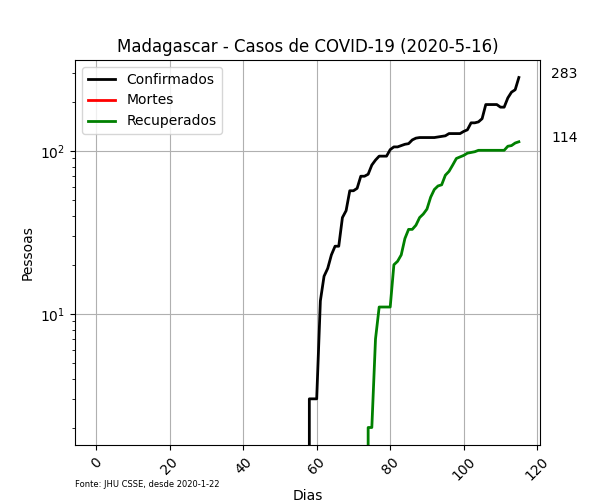 Madagascar - Casos de COVID-19 (2020-5-16)
Confirmados
Mortes
Recuperados
283
114
10²
10¹
Pessoas
0 20 40 60 80 100 120
Fonte: JHU CSSE, desde 2020-1-22
Dias